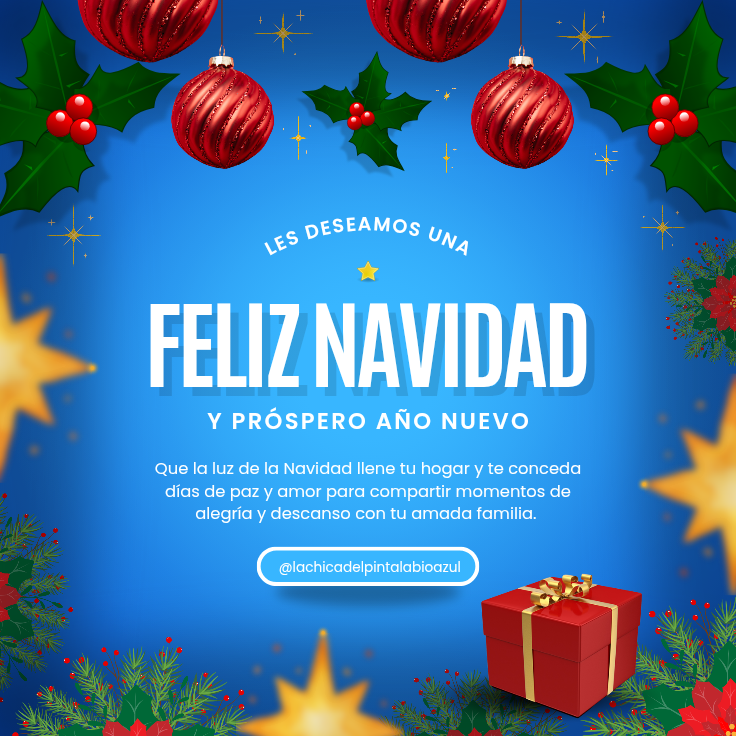 LES DESEAMOS UNA
FELIZ NAVIDAD
Y PRÓSPERO AÑO NUEVO
Que la luz de la Navidad llene tu hogar y te conceda
días de paz y amor para compartir momentos de
alegría y descanso con tu amada familia.
@lachicadelpintalabioazul